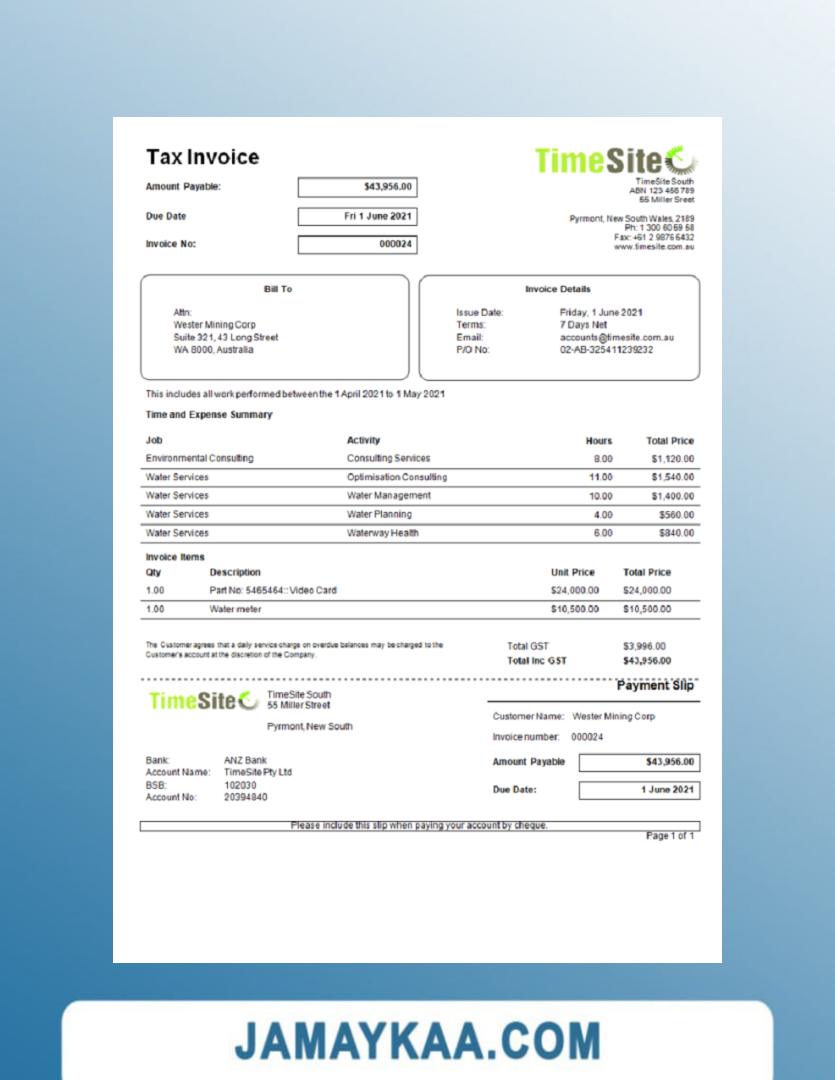 Tax Invoice
TimeSite
Amount Payable: $43,956.00
Due Date Fri 1 June 2021
Invoice No: 000024
TimeSite South
ABN 123 456 789
55 Miller Sreet
Pyrmont, New South Wales, 2189
Ph: 1 300 60 59 58
Fax: +61 2 9876 5432
www.timesite.com.au
Bill To
Attn:
Wester Mining Corp
Suite 321, 43 Long Street
WA 8000, Australia
Invoice Details
Issue Date: Friday, 1 June 2021
Terms: 7 Days Net
Email: accounts@timesite.com.au
P/O No: 02-AB-325411239232
This includes all work performed between the 1 April 2021 to 1 May 2021
Time and Expense Summary
Job Activity Hours Total Price
Environmental Consulting Consulting Services 8.00 $1,120.00
Water Services Optimisation Consulting 11.00 $1,540.00
Water Services Water Management 10.00 $1,400.00
Water Services Water Planning 4.00 $560.00
Water Services Waterway Health 6.00 $840.00
Invoice Items
Qty Description Unit Price Total Price
1.00 Part No: 5465464:: Video Card $24,000.00 $24,000.00
1.00 Water meter $10,500.00 $10,500.00
The Customer agrees that a daily service charge on overdue balances may be charged to the
Customer's account at the discretion of the Company.
Total GST $3,996.00
Total Inc GST $43,956.00
Payment Slip
TimeSite
TimeSite South
55 Miller Street
Pyrmont, New South
Customer Name: Wester Mining Corp
Invoice number: 000024
Bank: ANZ Bank
Account Name: TimeSite Pty Ltd
BSB: 102030
Account No: 20394840
Amount Payable $43,956.00
Due Date: 1 June 2021
Please include this slip when paying your account by cheque.
Page 1 of 1
JAMAYKAA.COM